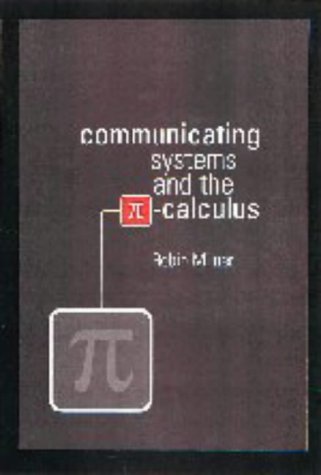 communicating
systems
and the
π-calculus
Robin Milner
π